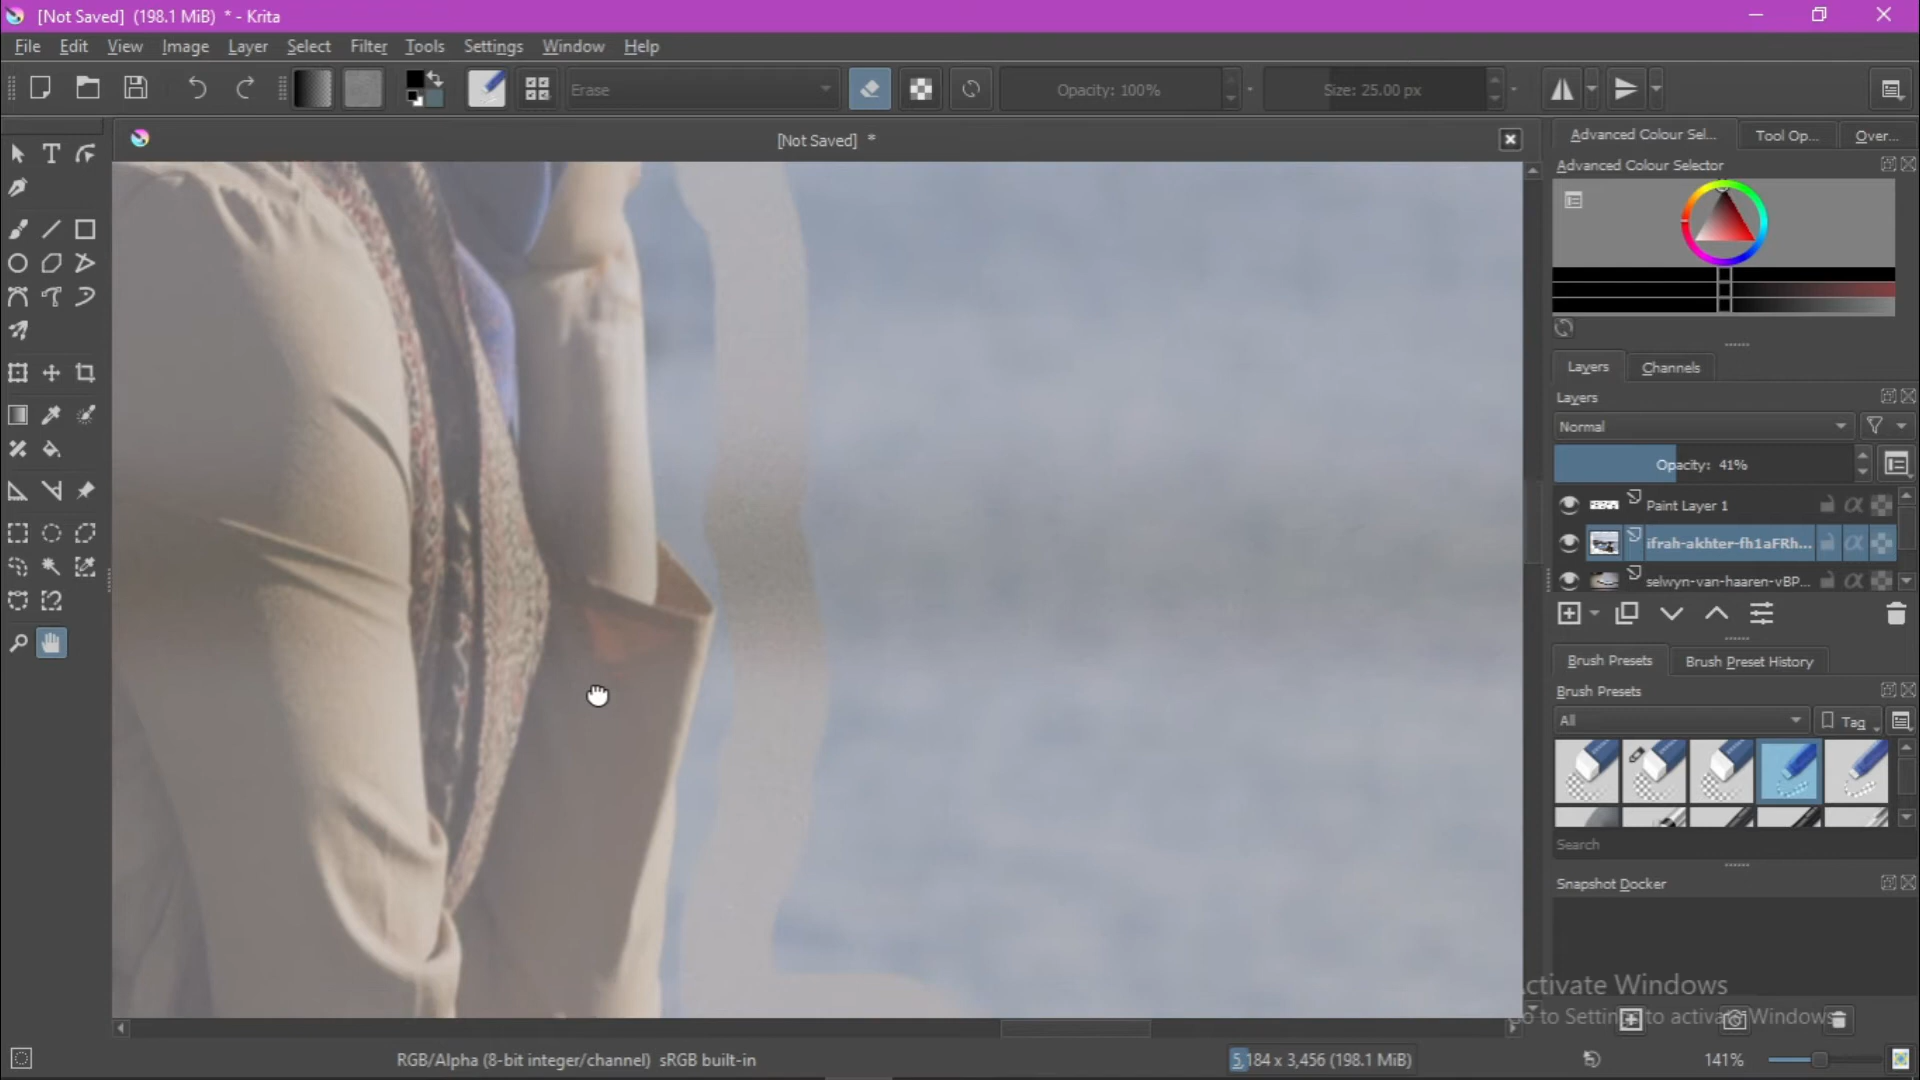 [Not Saved]  (198.1 MiB)  * - Krita
File Edit View Image Layer Select Filter Tools Settings Window Help
Erase Opacity: 100% Size: 25.00 px
[Not Saved]  *
Advanced Colour Sel... Tool Op... Over...
Advanced Colour Selector
Layers Channels
Layers
Normal
Opacity: 41%
Paint Layer 1
ifrah-akhter-fh1aFRh...
selwyn-van-haaren-vBP...
Brush Presets Brush Preset History
Brush Presets
All Tag
Search
Snapshot Docker
Activate Windows
Go to Settings to activate Windows.
RGB/Alpha (8-bit integer/channel)  sRGB built-in 5,184 x 3,456 (198.1 MiB) 141%